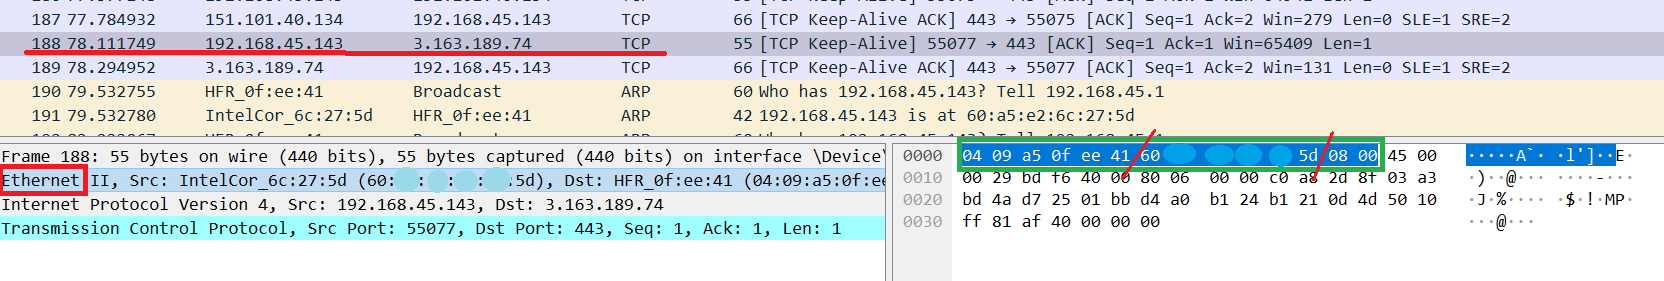 187 77.784932 151.101.40.134 192.168.45.143 TCP 66 [TCP Keep-Alive ACK] 443 → 55075 [ACK] Seq=1 Ack=2 Win=279 Len=0 SLE=1 SRE=2
188 78.111749 192.168.45.143 3.163.189.74 TCP 55 [TCP Keep-Alive] 55077 → 443 [ACK] Seq=1 Ack=1 Win=65409 Len=1
189 78.294952 3.163.189.74 192.168.45.143 TCP 66 [TCP Keep-Alive ACK] 443 → 55077 [ACK] Seq=1 Ack=2 Win=131 Len=0 SLE=1 SRE=2
190 79.532755 HFR_0f:ee:41 Broadcast ARP 60 Who has 192.168.45.143? Tell 192.168.45.1
191 79.532780 IntelCor_6c:27:5d HFR_0f:ee:41 ARP 42 192.168.45.143 is at 60:a5:e2:6c:27:5d
Frame 188: 55 bytes on wire (440 bits), 55 bytes captured (440 bits) on interface \Device\
Ethernet II, Src: IntelCor_6c:27:5d (60: :5d), Dst: HFR_0f:ee:41 (04:09:a5:0f:ee
Internet Protocol Version 4, Src: 192.168.45.143, Dst: 3.163.189.74
Transmission Control Protocol, Src Port: 55077, Dst Port: 443, Seq: 1, Ack: 1, Len: 1
0000 04 09 a5 0f ee 41 60 5d 08 00 45 00 ·····A`· ·l']··E·
0010 00 29 bd f6 40 00 80 06 00 00 c0 a8 2d 8f 03 a3 ·)··@··· ····-···
0020 bd 4a d7 25 01 bb d4 a0 b1 24 b1 21 0d 4d 50 10 ·J·%···· ·$·!·MP·
0030 ff 81 af 40 00 00 00 ···@···